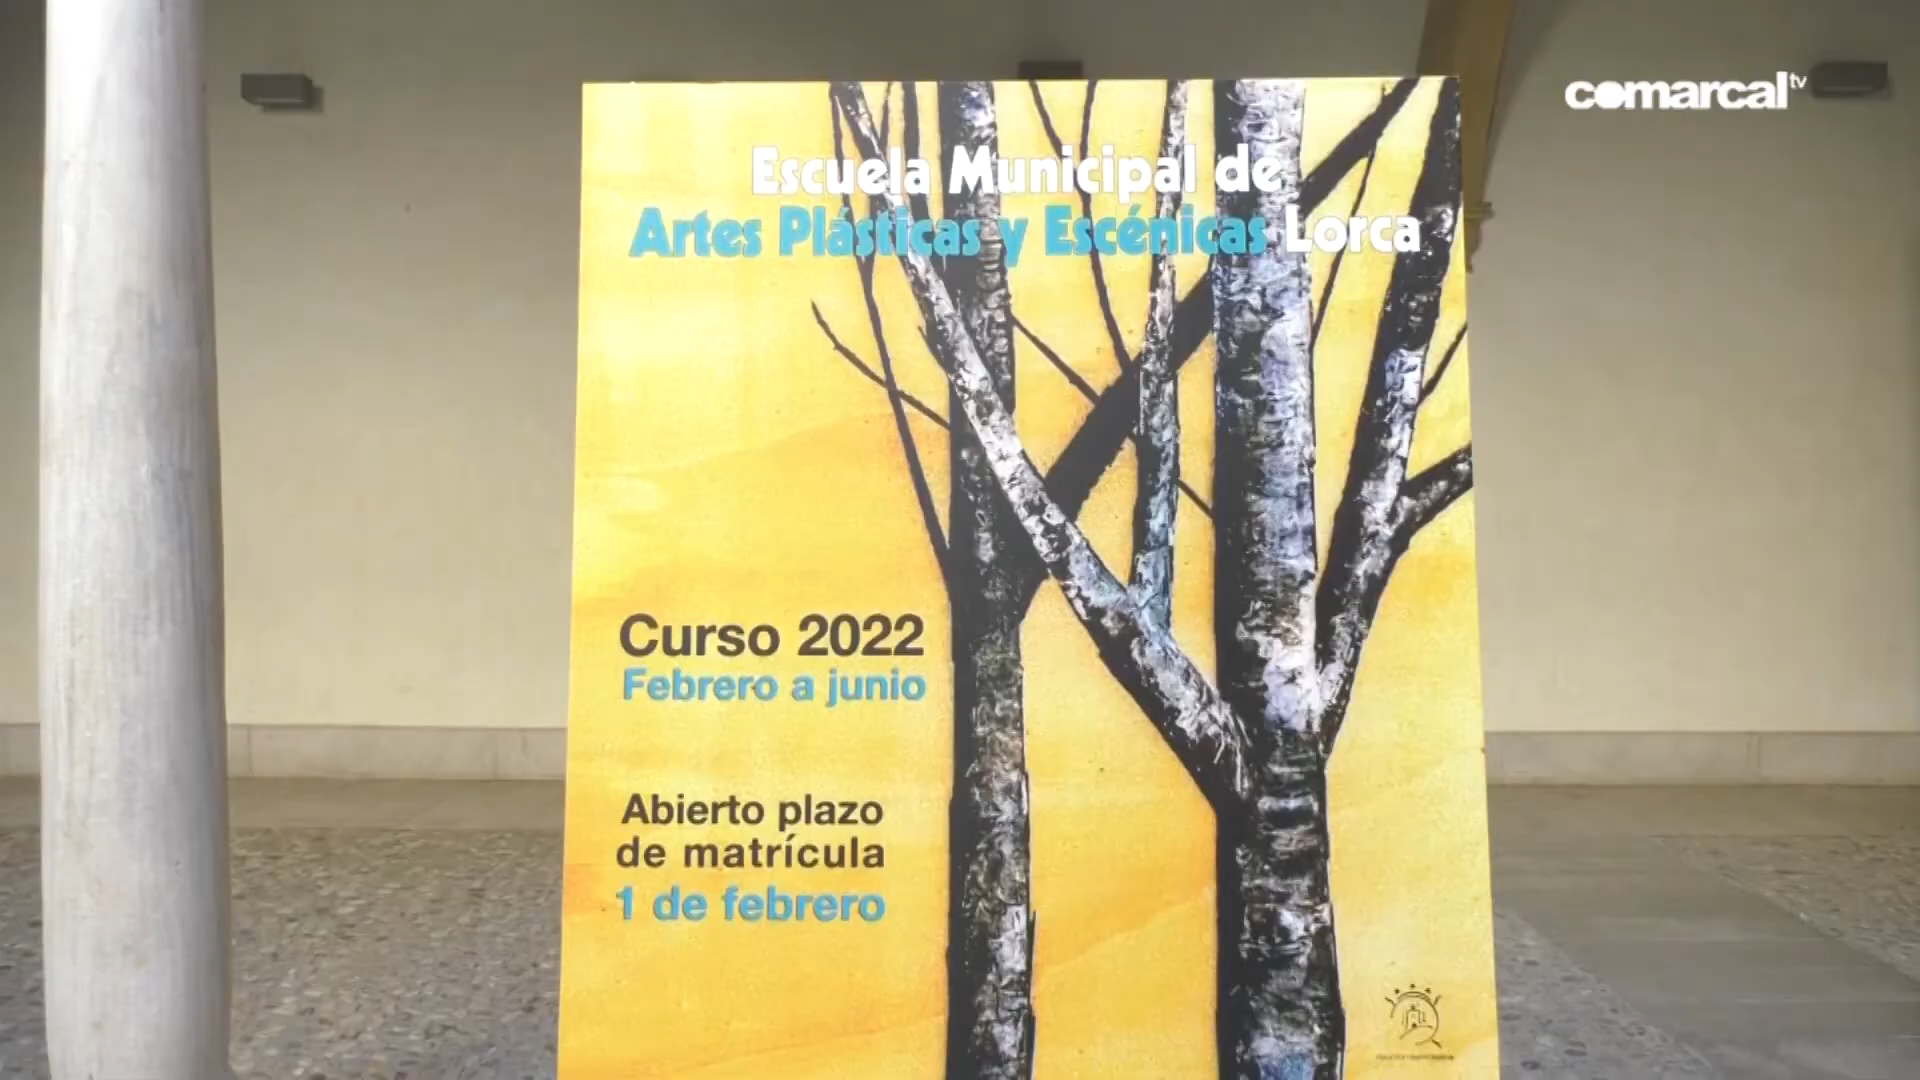 comarcal tv
Escuela Municipal de
Artes Plásticas y Escénicas Lorca
Curso 2022
Febrero a junio
Abierto plazo
de matrícula
1 de febrero